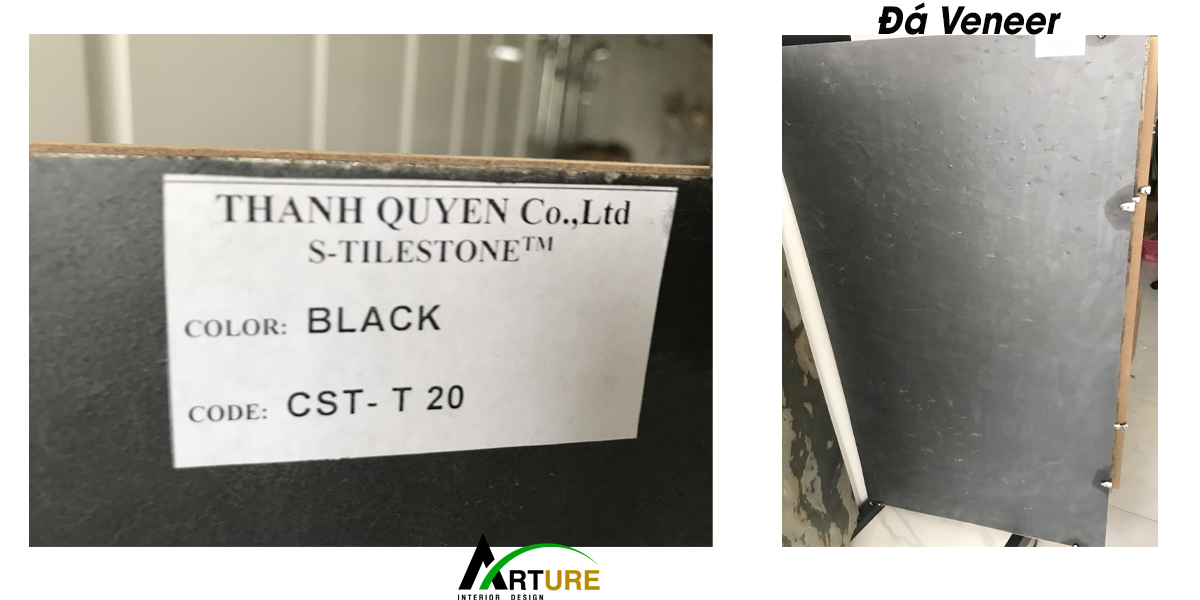 Đá Veneer
THANH QUYEN Co.,Ltd
S-TILESTONE™
COLOR: BLACK
CODE: CST- T 20
ARTURE
INTERIOR DESIGN